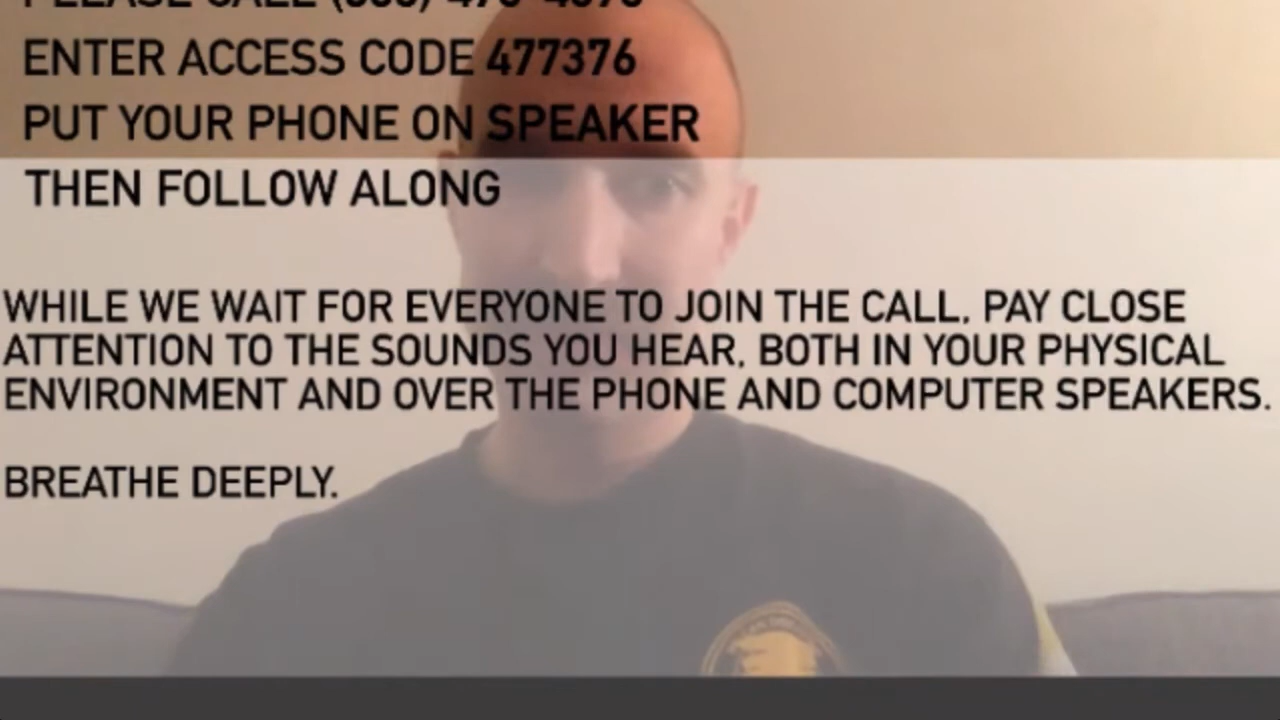 PLEASE CALL
ENTER ACCESS CODE 477376
PUT YOUR PHONE ON SPEAKER
THEN FOLLOW ALONG
WHILE WE WAIT FOR EVERYONE TO JOIN THE CALL, PAY CLOSE
ATTENTION TO THE SOUNDS YOU HEAR, BOTH IN YOUR PHYSICAL
ENVIRONMENT AND OVER THE PHONE AND COMPUTER SPEAKERS.
BREATHE DEEPLY.